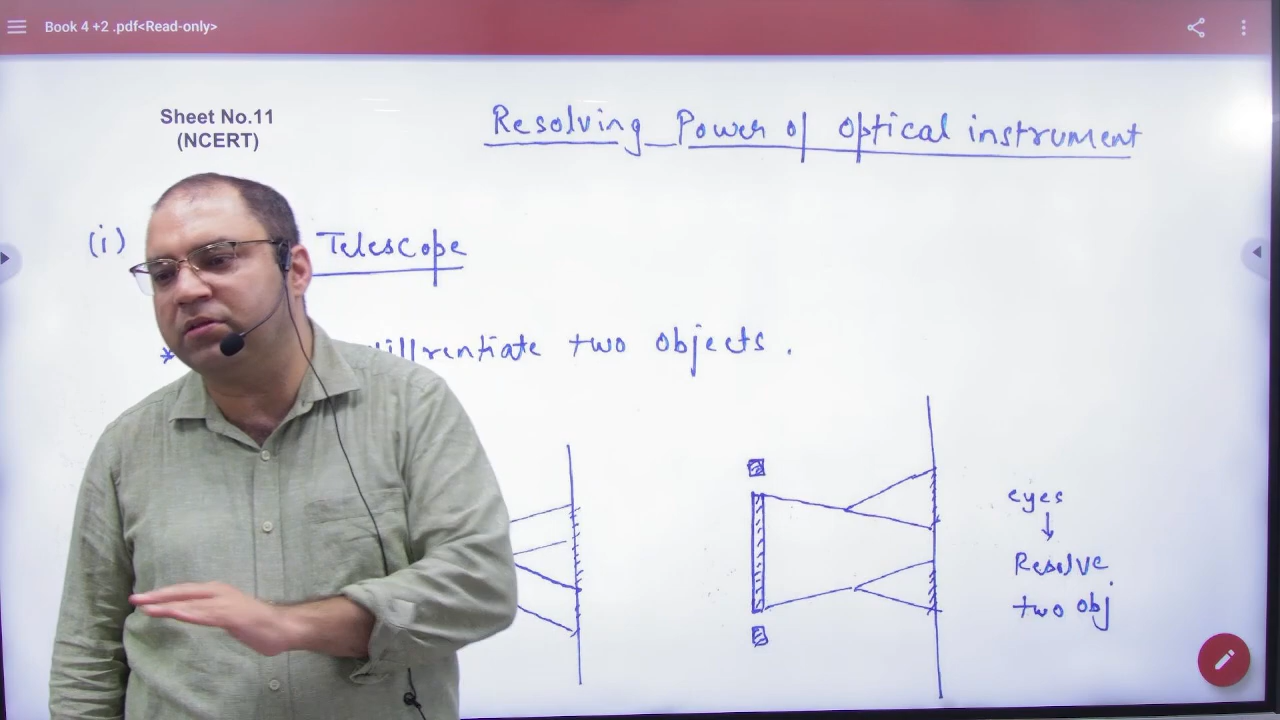 Book 4 +2 .pdf<Read-only>
Sheet No.11
(NCERT)
Resolving Power of Optical instrument
(i) Telescope
* two objects .
eyes
↓
Resolve
two obj